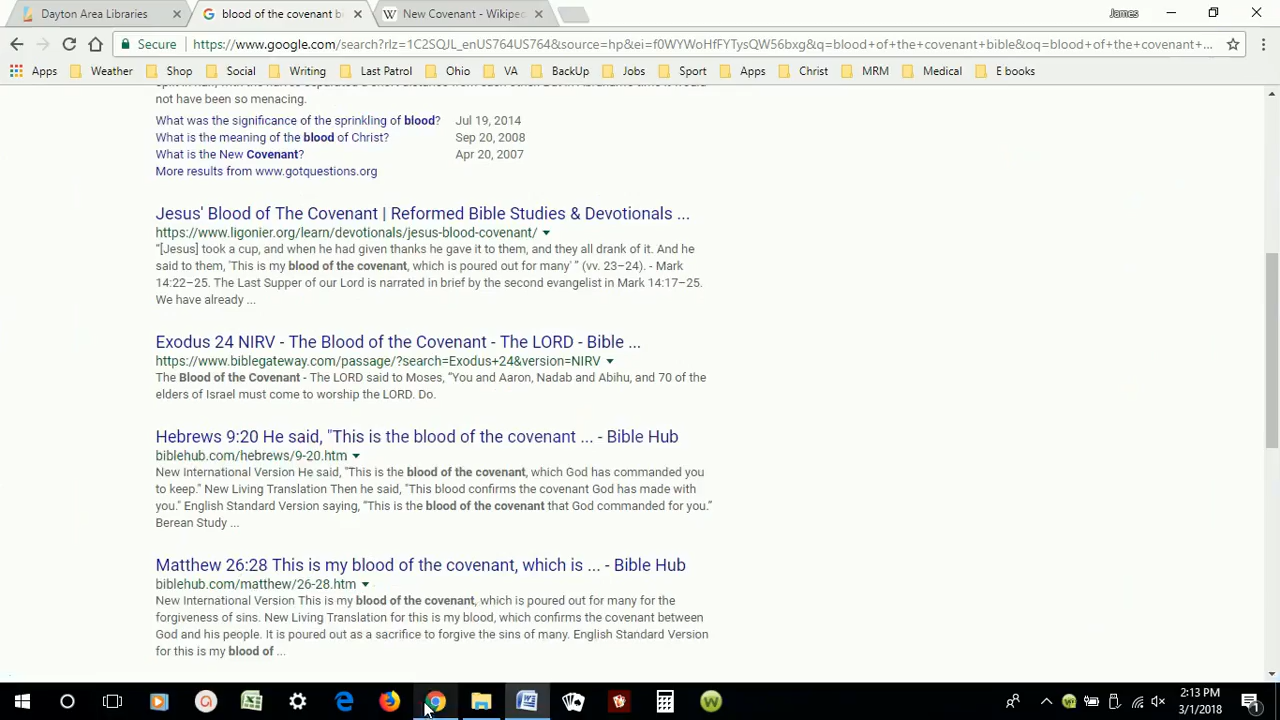 Dayton Area Libraries
blood of the covenant b
New Covenant - Wikiped
James
Secure
https://www.google.com/search?rlz=1C2SQJL_enUS764US764&source=hp&ei=f0WYWoHfFYTysQW56bxg&q=blood+of+the+covenant+bible&oq=blood+of+the+covenant+...
Apps Weather Shop Social Writing Last Patrol Ohio VA BackUp Jobs Sport Apps Christ MRM Medical E books
not have been so menacing.
What was the significance of the sprinkling of blood? Jul 19, 2014
What is the meaning of the blood of Christ? Sep 20, 2008
What is the New Covenant? Apr 20, 2007
More results from www.gotquestions.org
Jesus' Blood of The Covenant | Reformed Bible Studies & Devotionals ...
https://www.ligonier.org/learn/devotionals/jesus-blood-covenant/
"[Jesus] took a cup, and when he had given thanks he gave it to them, and they all drank of it. And he
said to them, 'This is my blood of the covenant, which is poured out for many' " (vv. 23–24). - Mark
14:22–25. The Last Supper of our Lord is narrated in brief by the second evangelist in Mark 14:17–25.
We have already ...
Exodus 24 NIRV - The Blood of the Covenant - The LORD - Bible ...
https://www.biblegateway.com/passage/?search=Exodus+24&version=NIRV
The Blood of the Covenant - The LORD said to Moses, "You and Aaron, Nadab and Abihu, and 70 of the
elders of Israel must come to worship the LORD. Do.
Hebrews 9:20 He said, "This is the blood of the covenant ... - Bible Hub
biblehub.com/hebrews/9-20.htm
New International Version He said, "This is the blood of the covenant, which God has commanded you
to keep." New Living Translation Then he said, "This blood confirms the covenant God has made with
you." English Standard Version saying, "This is the blood of the covenant that God commanded for you."
Berean Study ...
Matthew 26:28 This is my blood of the covenant, which is ... - Bible Hub
biblehub.com/matthew/26-28.htm
New International Version This is my blood of the covenant, which is poured out for many for the
forgiveness of sins. New Living Translation for this is my blood, which confirms the covenant between
God and his people. It is poured out as a sacrifice to forgive the sins of many. English Standard Version
for this is my blood of ...
2:13 PM
3/1/2018